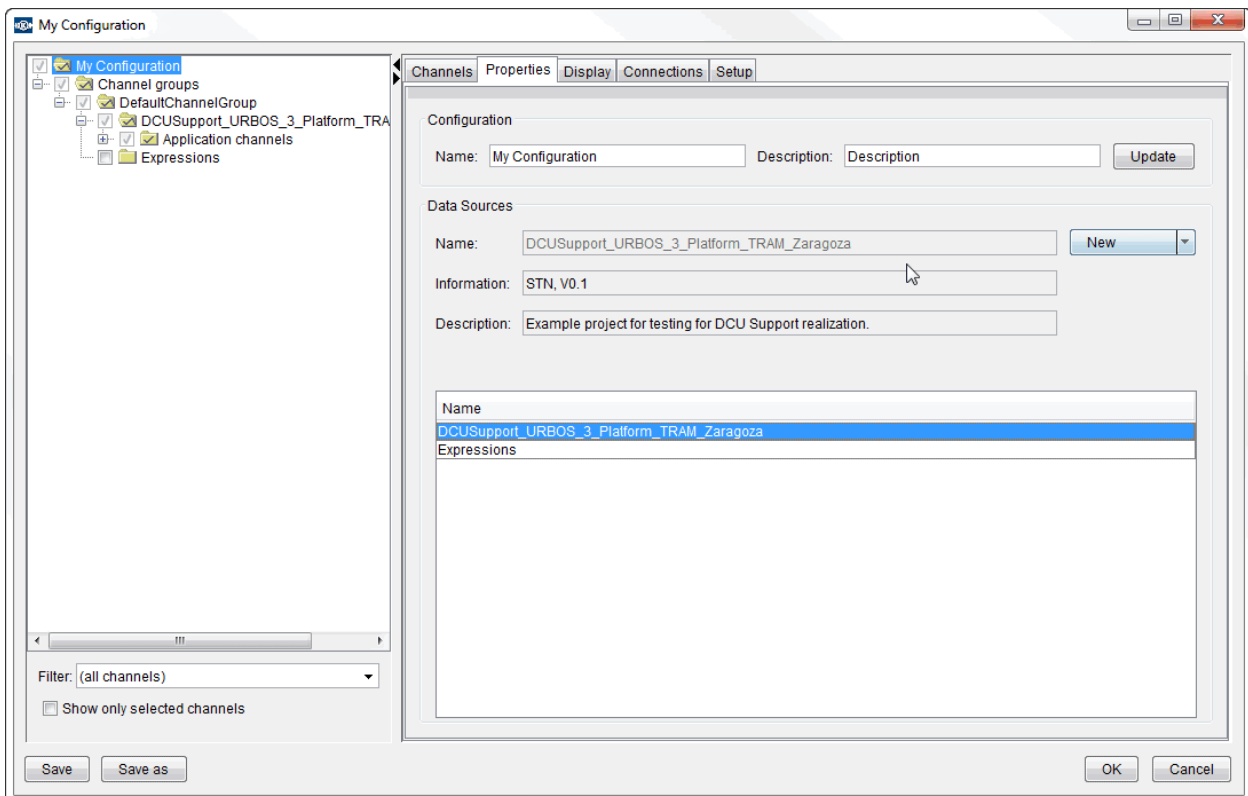 My Configuration
My Configuration
Channel groups
DefaultChannelGroup
DCUSupport_URBOS_3_Platform_TRA
Application channels
Expressions
Filter: (all channels)
Show only selected channels
Channels Properties Display Connections Setup
Configuration
Name: My Configuration Description: Description Update
Data Sources
Name: DCUSupport_URBOS_3_Platform_TRAM_Zaragoza New
Information: STN, V0.1
Description: Example project for testing for DCU Support realization.
Name
DCUSupport_URBOS_3_Platform_TRAM_Zaragoza
Expressions
Save Save as OK Cancel